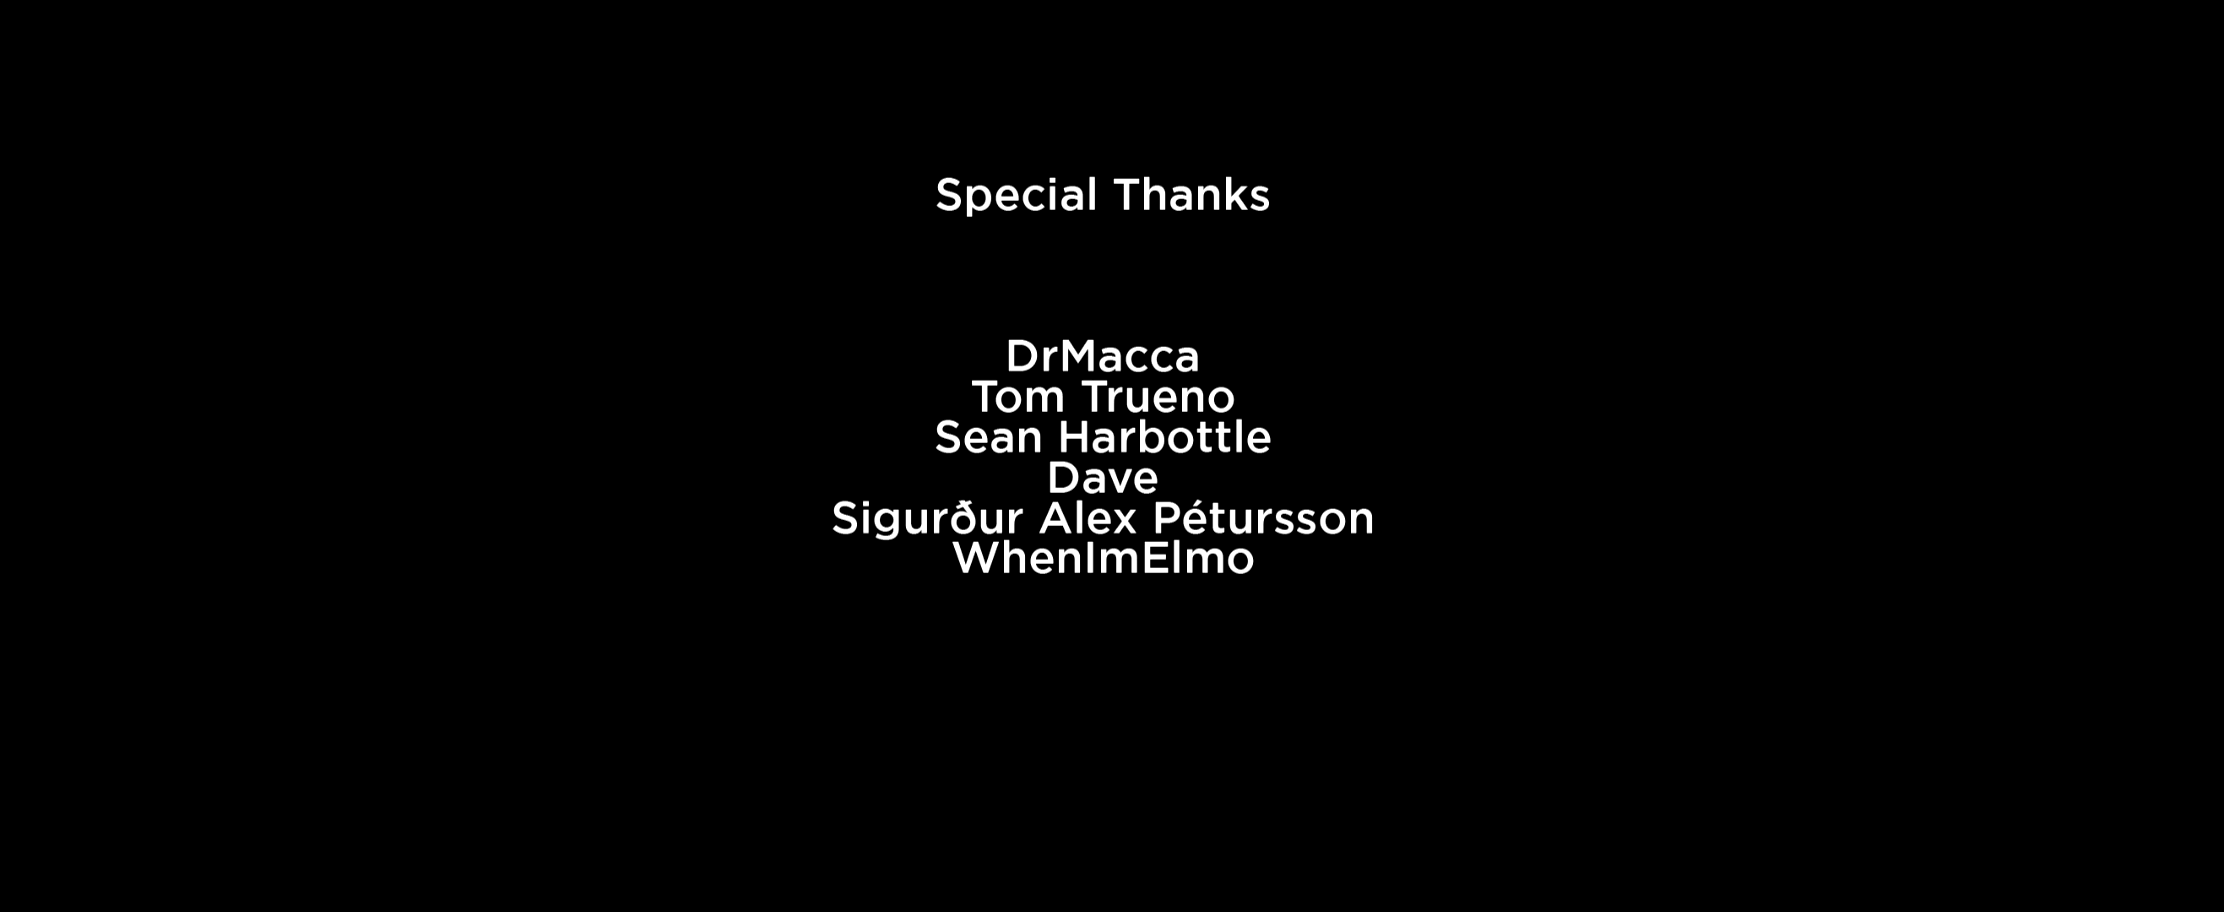 Special Thanks
DrMacca
Tom Trueno
Sean Harbottle
Dave
Sigurður Alex Pétursson
WhenImElmo